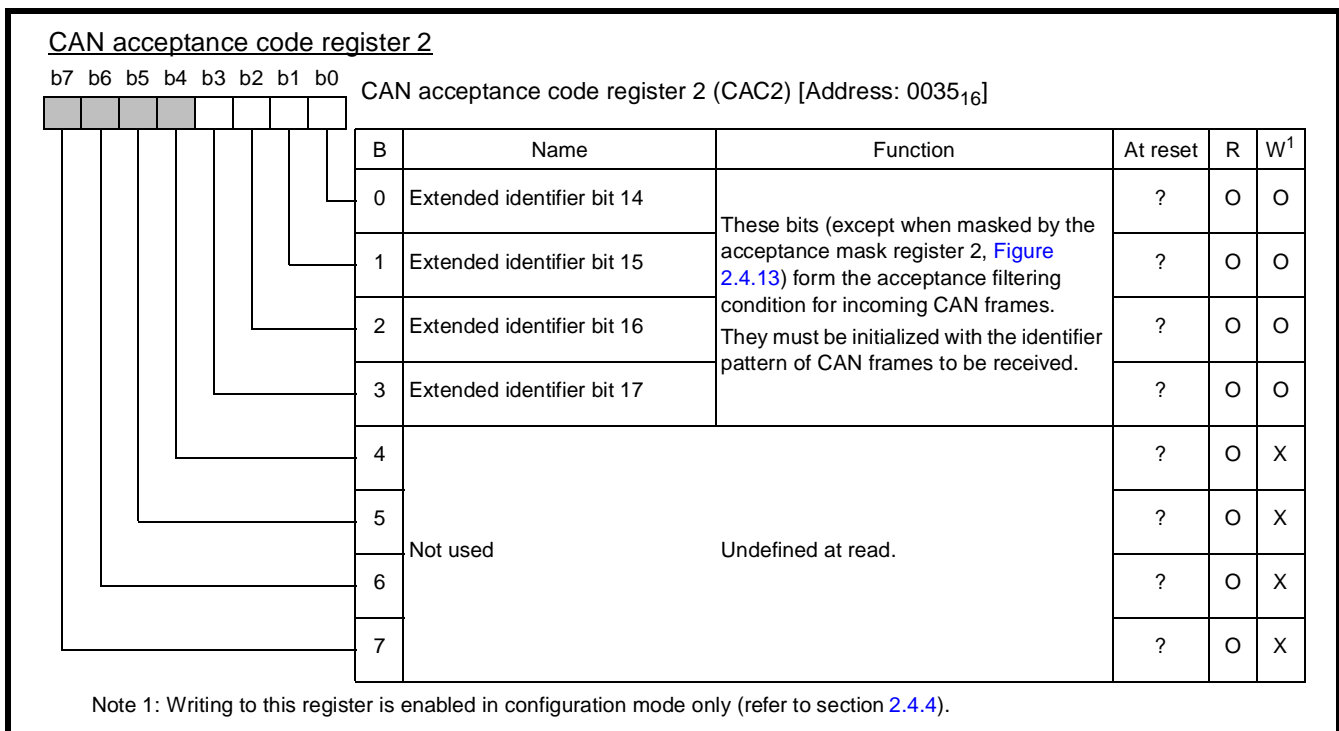 CAN acceptance code register 2
b7 b6 b5 b4 b3 b2 b1 b0
CAN acceptance code register 2 (CAC2) [Address: 0035₁₆]
B Name Function At reset R W¹
0 Extended identifier bit 14 ? O O
1 Extended identifier bit 15 ? O O
2 Extended identifier bit 16 ? O O
3 Extended identifier bit 17 ? O O
These bits (except when masked by the
acceptance mask register 2, Figure
2.4.13) form the acceptance filtering
condition for incoming CAN frames.
They must be initialized with the identifier
pattern of CAN frames to be received.
4 ? O X
5 ? O X
Not used Undefined at read.
6 ? O X
7 ? O X
Note 1: Writing to this register is enabled in configuration mode only (refer to section 2.4.4).